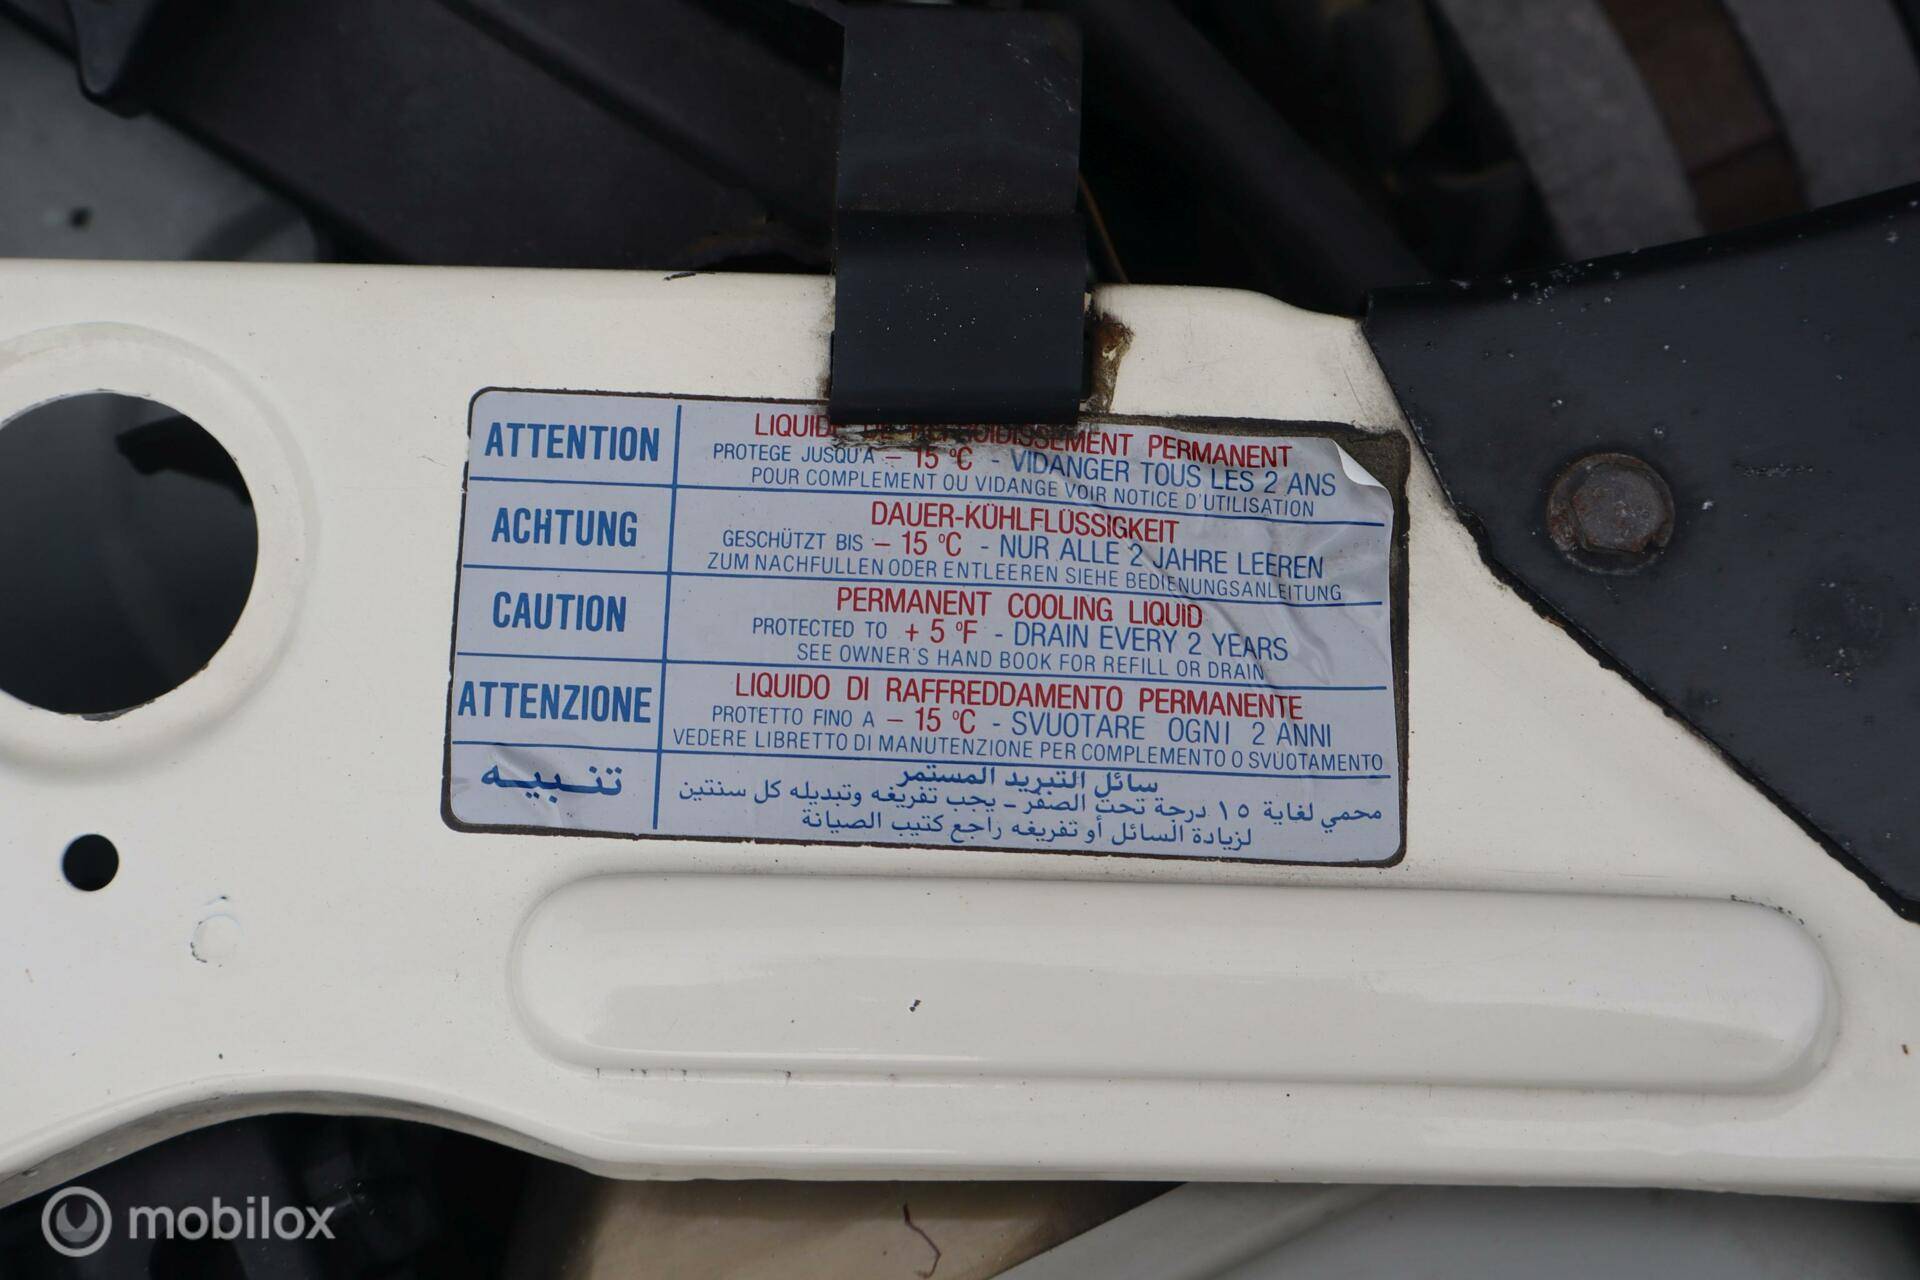 ATTENTION
LIQUIDE DE REFROIDISSEMENT PERMANENT
PROTEGE JUSQU'A – 15 °C - VIDANGER TOUS LES 2 ANS
POUR COMPLEMENT OU VIDANGE VOIR NOTICE D'UTILISATION
ACHTUNG
DAUER-KÜHLFLÜSSIGKEIT
GESCHÜTZT BIS – 15 °C - NUR ALLE 2 JAHRE LEEREN
ZUM NACHFULLEN ODER ENTLEEREN SIEHE BEDIENUNGSANLEITUNG
CAUTION
PERMANENT COOLING LIQUID
PROTECTED TO + 5 °F - DRAIN EVERY 2 YEARS
SEE OWNER'S HAND BOOK FOR REFILL OR DRAIN
ATTENZIONE
LIQUIDO DI RAFFREDDAMENTO PERMANENTE
PROTETTO FINO A – 15 °C - SVUOTARE OGNI 2 ANNI
VEDERE LIBRETTO DI MANUTENZIONE PER COMPLEMENTO O SVUOTAMENTO
تنبيه
سائل التبريد المستمر
محمي لغاية ١٥ درجة تحت الصفر ـ يجب تفريغه وتبديله كل سنتين
لزيادة السائل أو تفريغه راجع كتيب الصيانة
mobilox